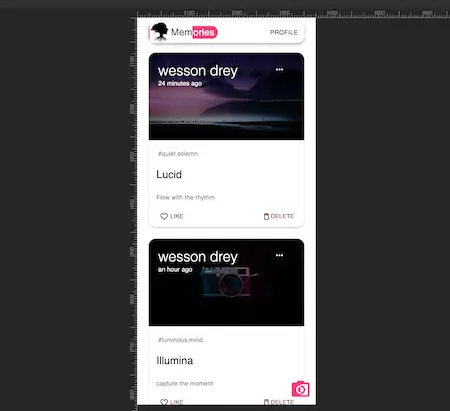 Memories
PROFILE
wesson drey
24 minutes ago
#quiet,solemn
Lucid
Flow with the rhythm
LIKE
DELETE
wesson drey
an hour ago
#luminous,mind
Illumina
capture the moment
LIKE
DELETE